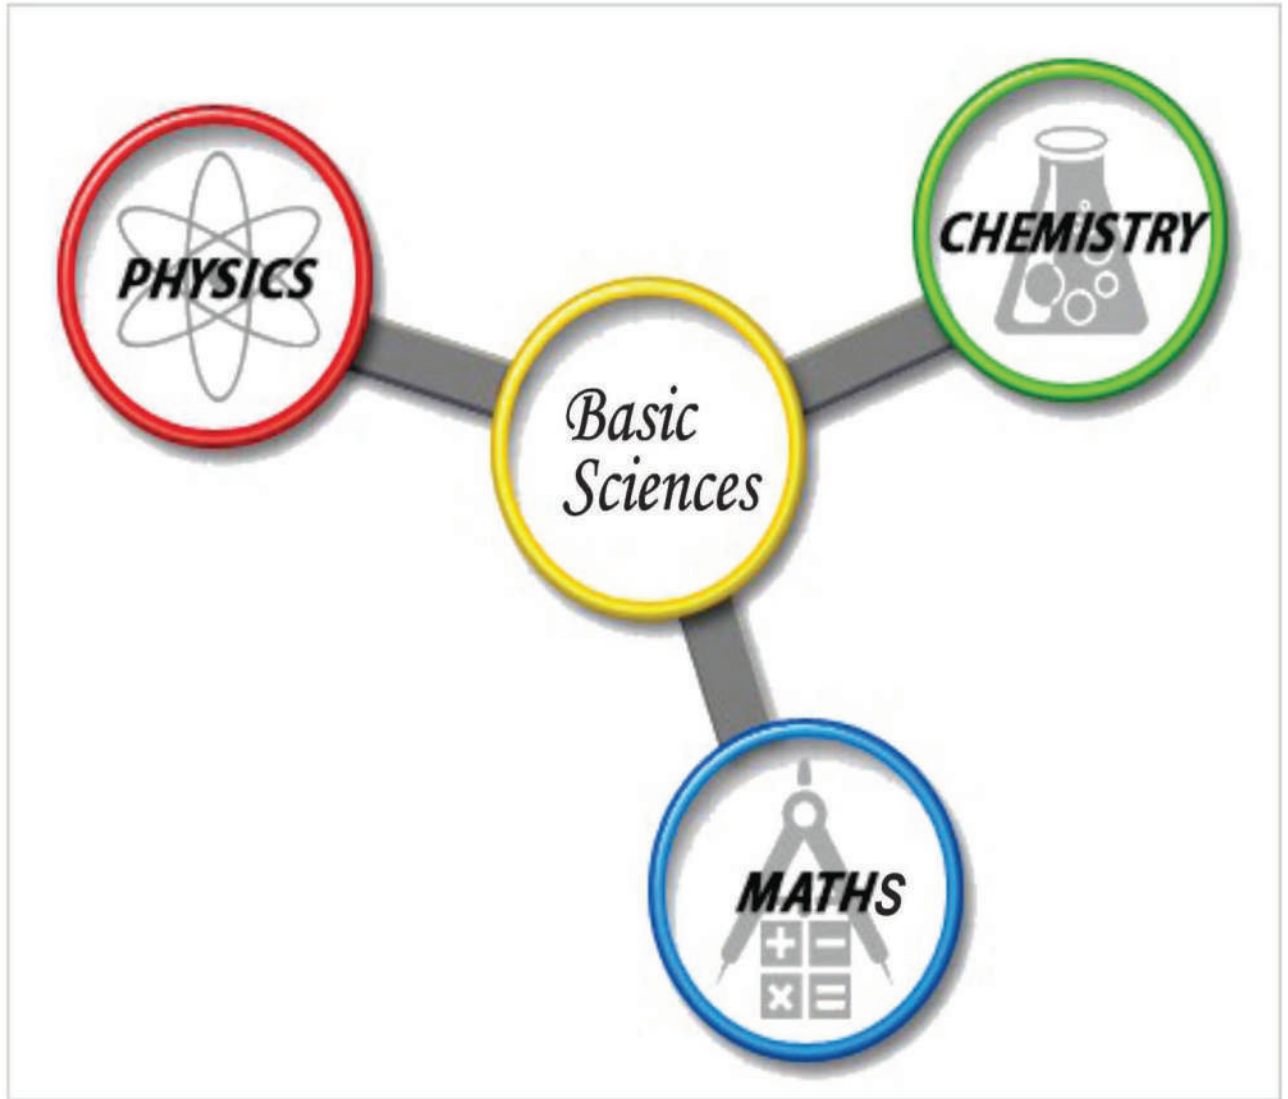 PHYSICS
CHEMISTRY
Basic
Sciences
MATHS
+ −
× =